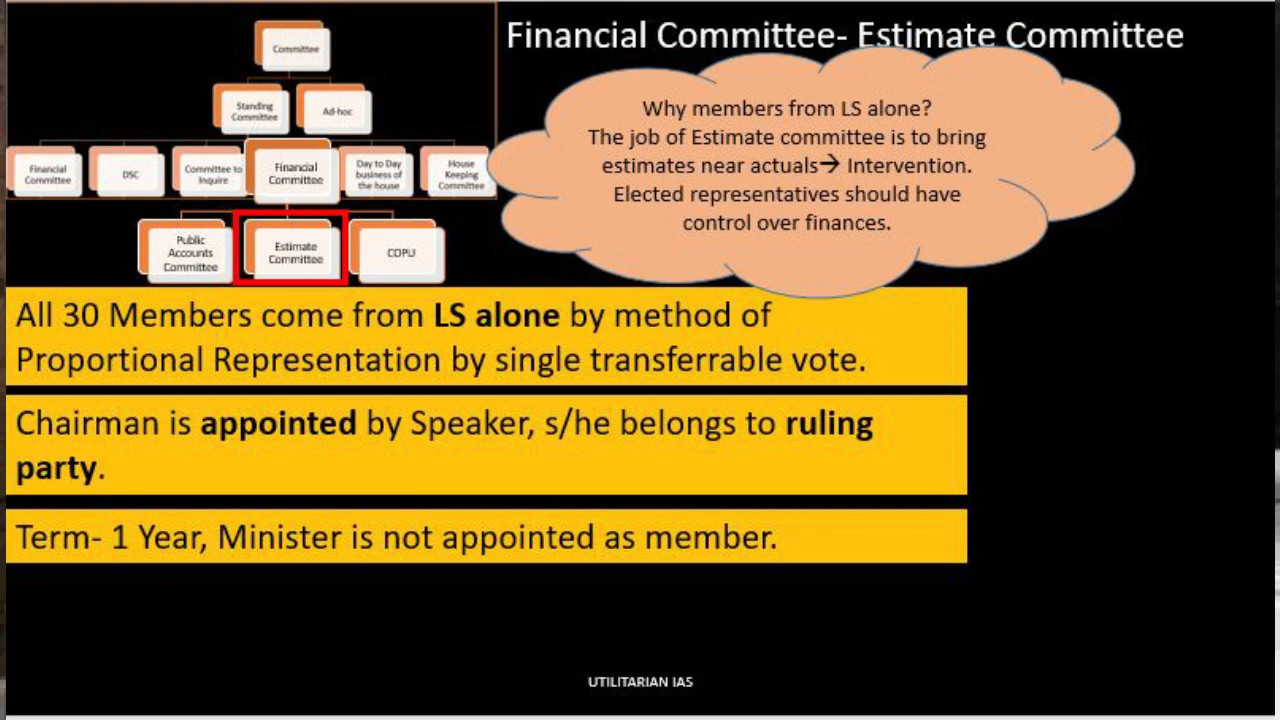 Financial Committee- Estimate Committee
Committee
Standing
Committee
Ad-hoc
Financial
Committee
DSC
Committee to
Inquire
Financial
Committee
Day to Day
business of
the house
House
Keeping
Committee
Public
Accounts
Committee
Estimate
Committee
COPU
Why members from LS alone?
The job of Estimate committee is to bring
estimates near actuals→ Intervention.
Elected representatives should have
control over finances.
All 30 Members come from LS alone by method of
Proportional Representation by single transferrable vote.
Chairman is appointed by Speaker, s/he belongs to ruling
party.
Term- 1 Year, Minister is not appointed as member.
UTILITARIAN IAS